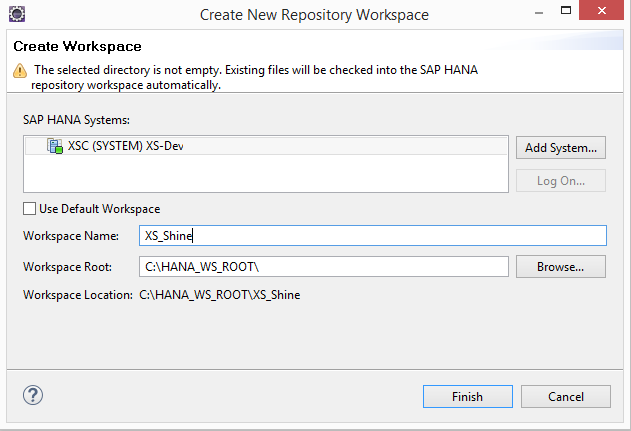 Create New Repository Workspace
Create Workspace
The selected directory is not empty. Existing files will be checked into the SAP HANA
repository workspace automatically.
SAP HANA Systems:
XSC (SYSTEM) XS-Dev
Add System...
Log On...
Use Default Workspace
Workspace Name: XS_Shine
Workspace Root: C:\HANA_WS_ROOT\ Browse...
Workspace Location: C:\HANA_WS_ROOT\XS_Shine
? Finish Cancel